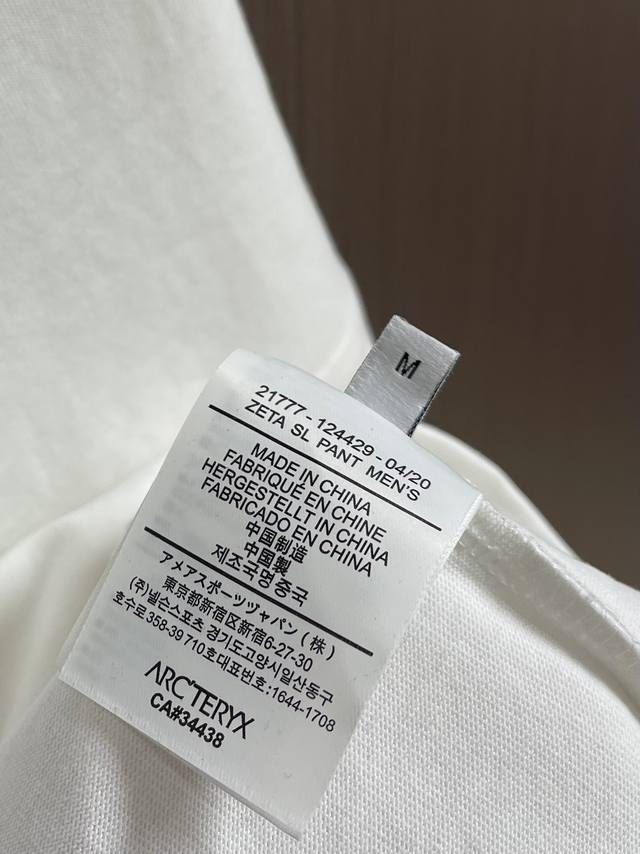 M
21777 - 124429 - 04/20
ZETA SL PANT MEN'S
MADE IN CHINA
FABRIQUÉ EN CHINE
HERGESTELLT IN CHINA
FABRICADO EN CHINA
中国制造
中国製
제조국명 중국
アメアスポーツヅャパン (株)
東京都新宿区新宿6-27-30
(주)넬슨스포츠 경기도고양시일산동구
호수로 358-39 710호대표번호:1644-1708
ARC'TERYX
CA#34438